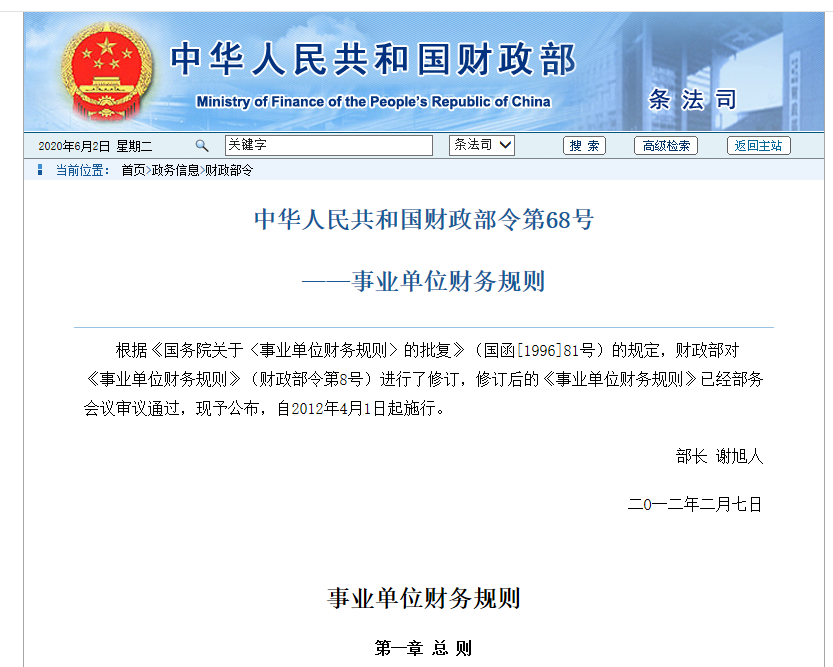 中华人民共和国财政部
Ministry of Finance of the People's Republic of China
条法司
2020年6月2日 星期二 关键字 条法司 搜 索 高级检索 返回主站
当前位置： 首页>政务信息>财政部令
中华人民共和国财政部令第68号
——事业单位财务规则
根据《国务院关于〈事业单位财务规则〉的批复》（国函[1996]81号）的规定，财政部对
《事业单位财务规则》（财政部令第8号）进行了修订，修订后的《事业单位财务规则》已经部务
会议审议通过，现予公布，自2012年4月1日起施行。
部长 谢旭人
二0一二年二月七日
事业单位财务规则
第一章 总 则